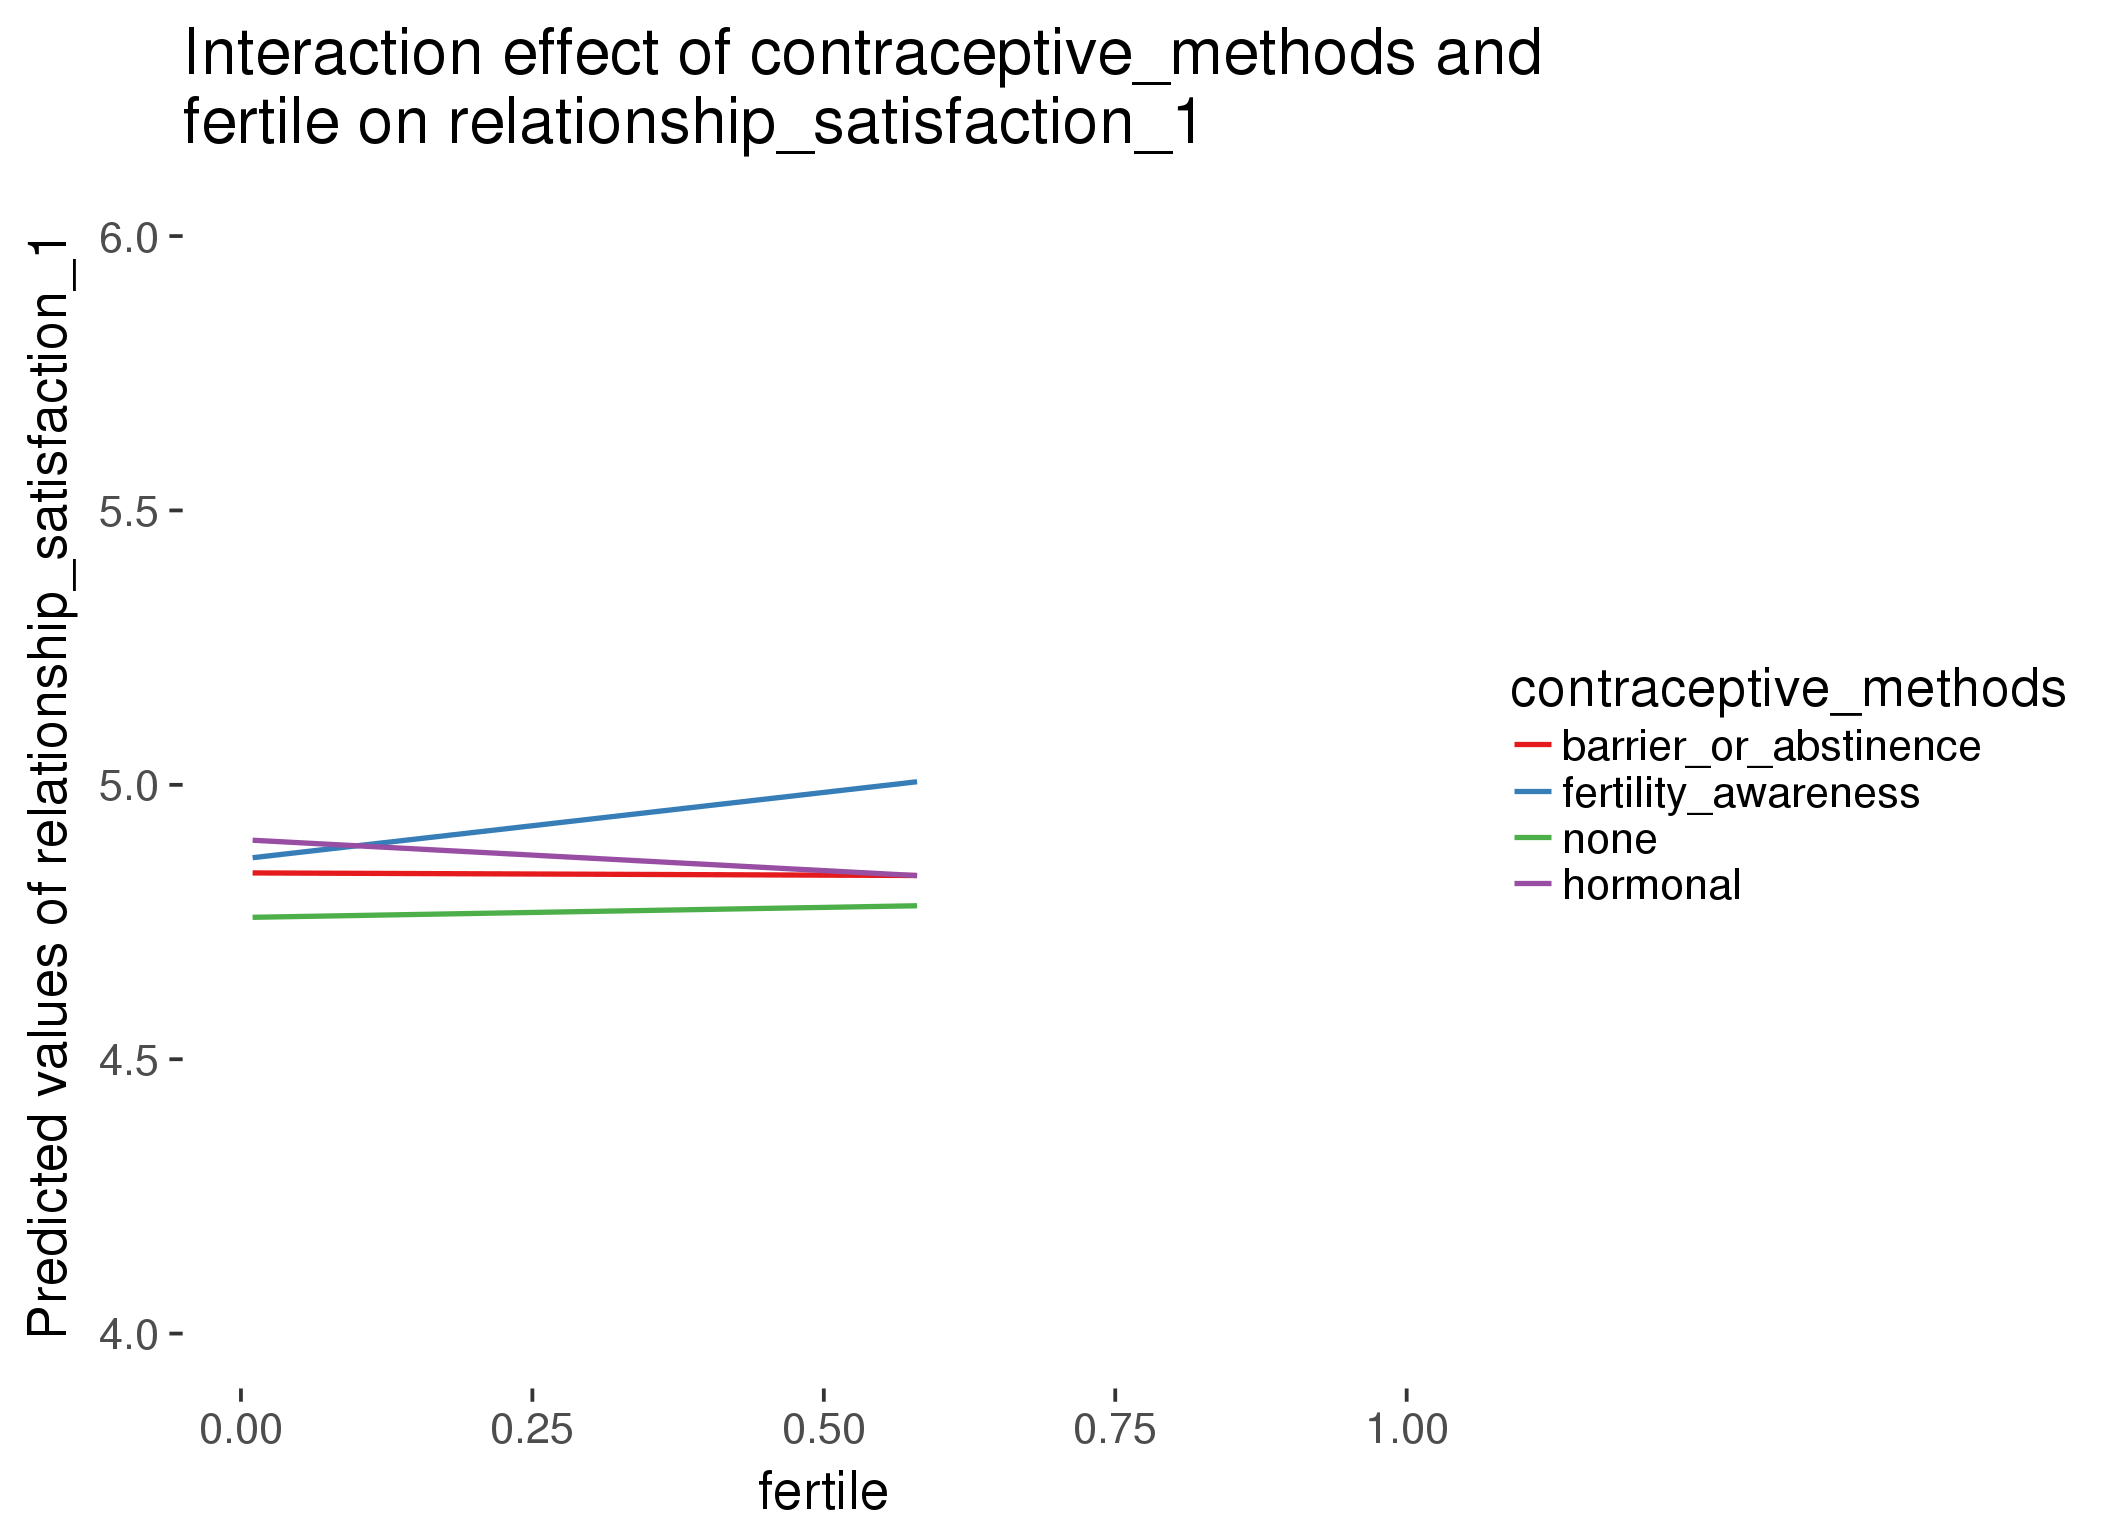 Interaction effect of contraceptive_methods and
fertile on relationship_satisfaction_1
Predicted values of relationship_satisfaction_1
6.0
5.5
5.0
4.5
4.0
0.00
0.25
0.50
0.75
1.00
fertile
contraceptive_methods
barrier_or_abstinence
fertility_awareness
none
hormonal